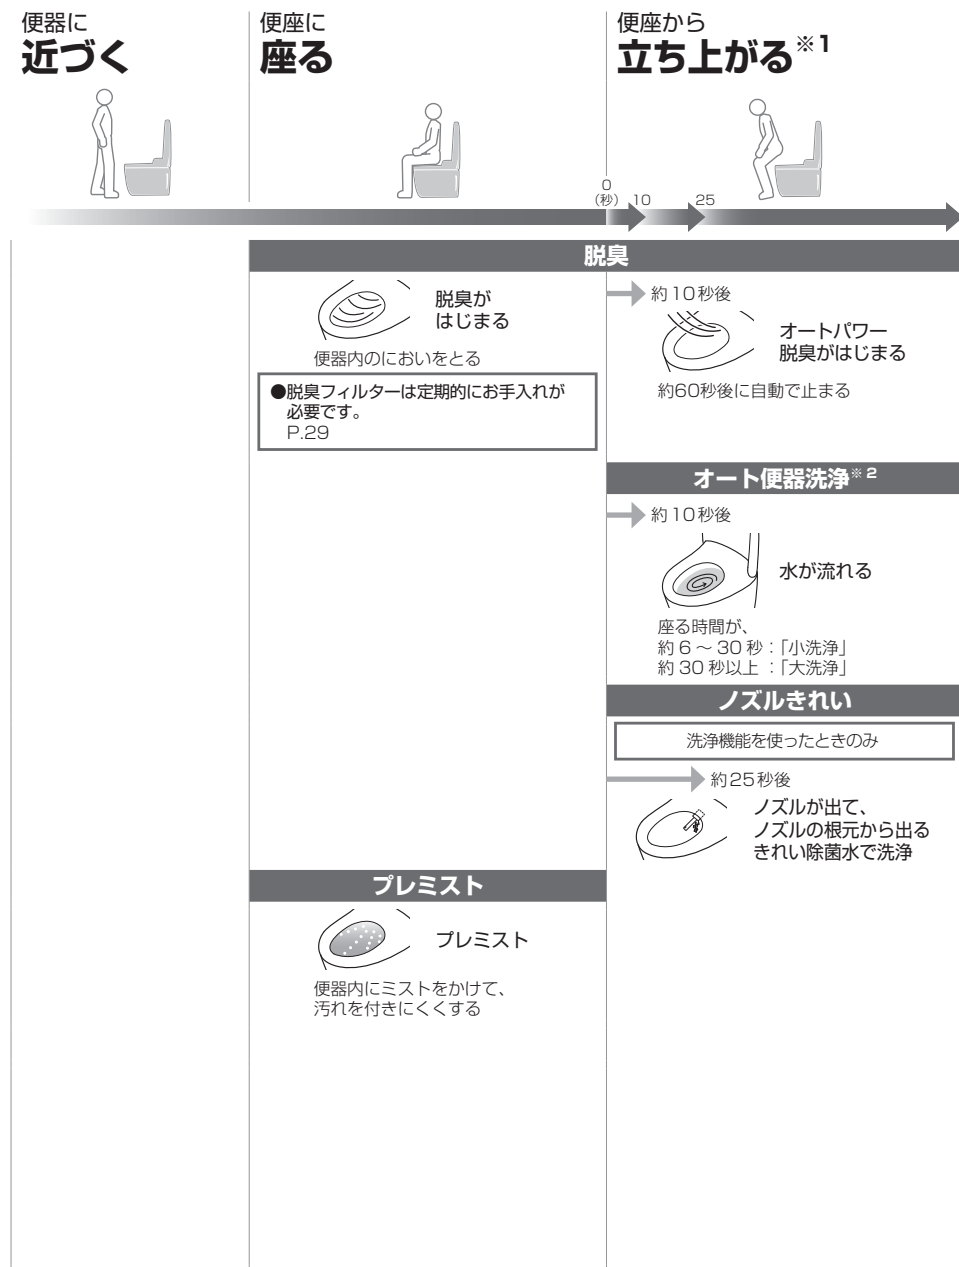 便器に
近づく
便座に
座る
便座から
立ち上がる※1
0
(秒)
10
25
脱臭
脱臭が
はじまる
便器内のにおいをとる
●脱臭フィルターは定期的にお手入れが
必要です。
P.29
約10秒後
オートパワー
脱臭がはじまる
約60秒後に自動で止まる
オート便器洗浄※2
約10秒後
水が流れる
座る時間が、
約6～30秒：「小洗浄」
約30秒以上：「大洗浄」
ノズルきれい
洗浄機能を使ったときのみ
約25秒後
ノズルが出て、
ノズルの根元から出る
きれい除菌水で洗浄
プレミスト
プレミスト
便器内にミストをかけて、
汚れを付きにくくする